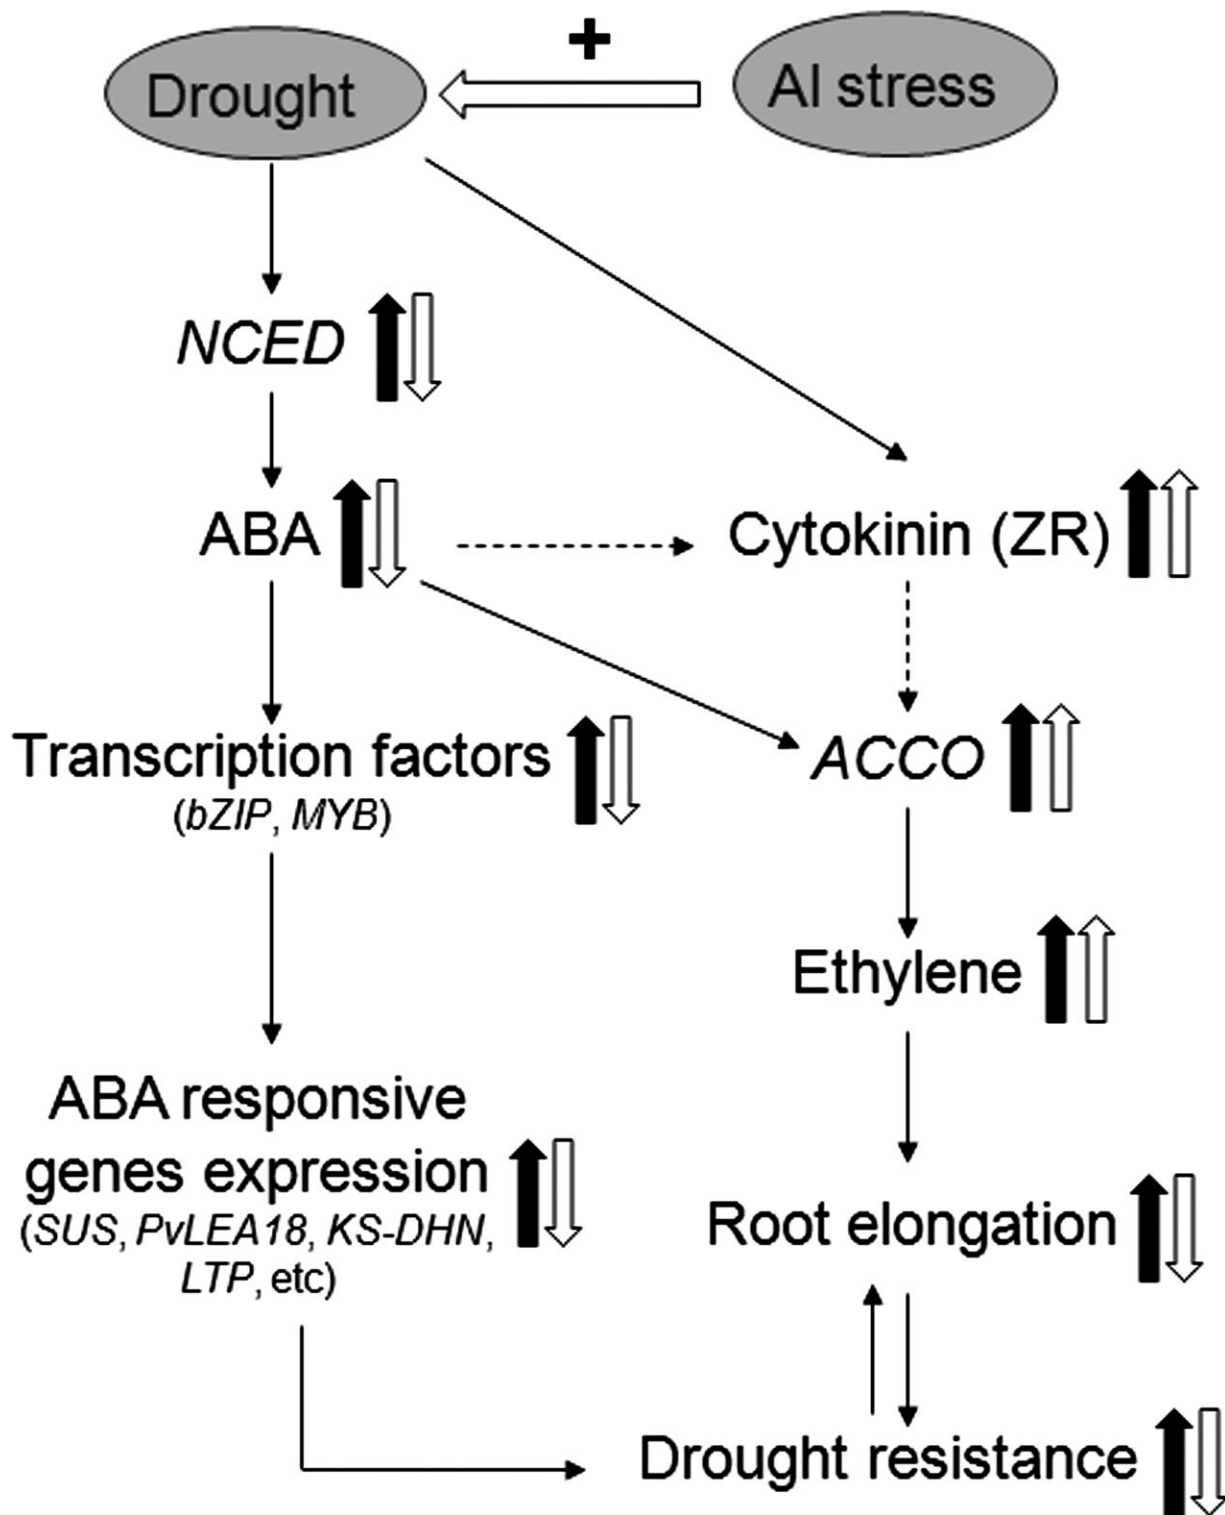 +
Drought
Al stress
NCED
ABA
Cytokinin (ZR)
Transcription factors
(bZIP, MYB)
ACCO
Ethylene
ABA responsive
genes expression
(SUS, PvLEA18, KS-DHN,
LTP, etc)
Root elongation
Drought resistance